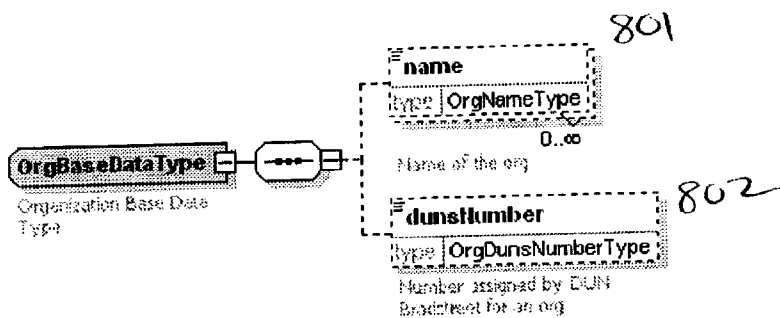 801
name
type OrgNameType
0..∞
Name of the org
OrgBaseDataType
Organization Base Data
Type
802
dunsNumber
type OrgDunsNumberType
Number assigned by DUN
Bradstreet for an org